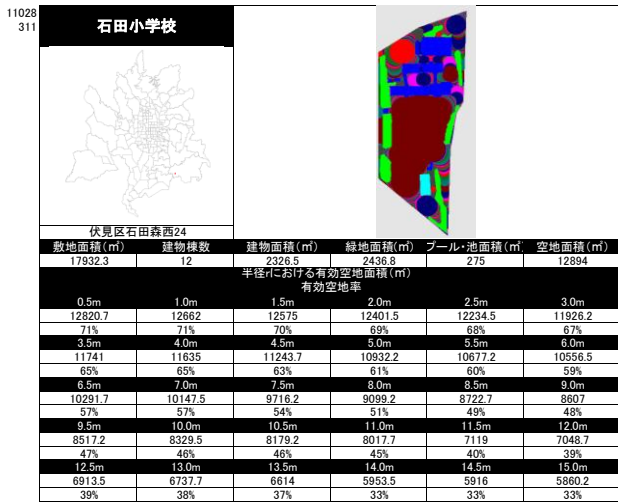 11028
311
石田小学校
伏見区石田森西24
敷地面積(㎡) 建物棟数 建物面積(㎡) 緑地面積(㎡) プール・池面積(㎡) 空地面積(㎡)
17932.3 12 2326.5 2436.8 275 12894
半径rにおける有効空地面積(㎡)
有効空地率
0.5m 1.0m 1.5m 2.0m 2.5m 3.0m
12820.7 12662 12575 12401.5 12234.5 11926.2
71% 71% 70% 69% 68% 67%
3.5m 4.0m 4.5m 5.0m 5.5m 6.0m
11741 11635 11243.7 10932.2 10677.2 10556.5
65% 65% 63% 61% 60% 59%
6.5m 7.0m 7.5m 8.0m 8.5m 9.0m
10291.7 10147.5 9716.2 9099.2 8722.7 8607
57% 57% 54% 51% 49% 48%
9.5m 10.0m 10.5m 11.0m 11.5m 12.0m
8517.2 8329.5 8179.2 8017.7 7119 7048.7
47% 46% 46% 45% 40% 39%
12.5m 13.0m 13.5m 14.0m 14.5m 15.0m
6913.5 6737.7 6614 5953.5 5916 5860.2
39% 38% 37% 33% 33% 33%